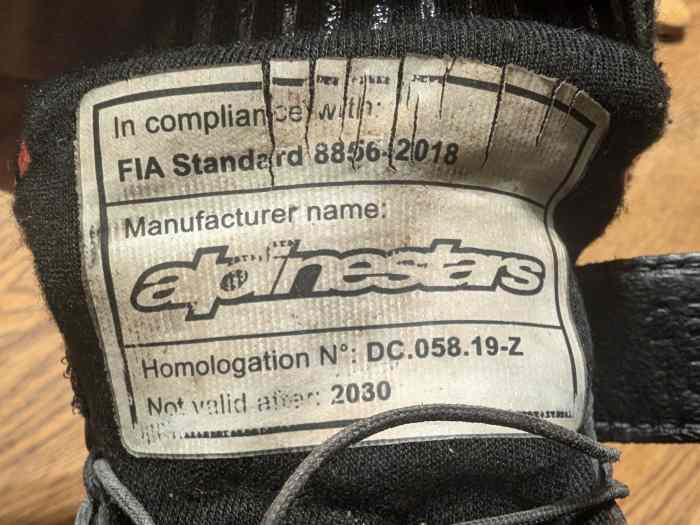 In compliance with:
FIA Standard 8856-2018
Manufacturer name:
alpinestars
Homologation N°: DC.058.19-Z
Not valid after: 2030